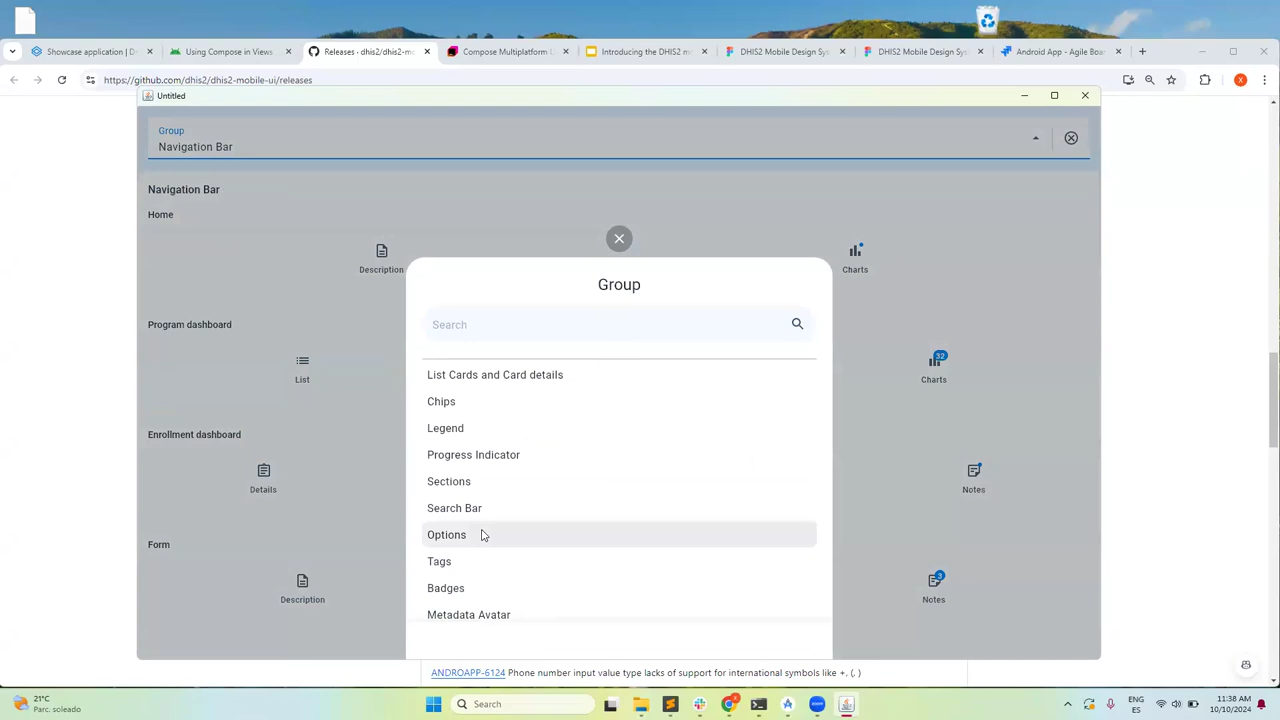 Showcase application | D
Using Compose in Views
Releases · dhis2/dhis2-mo
Compose Multiplatform U
Introducing the DHIS2 m
DHIS2 Mobile Design Sys
DHIS2 Mobile Design Sys
Android App - Agile Boa
https://github.com/dhis2/dhis2-mobile-ui/releases
Untitled
Group
Navigation Bar
Navigation Bar
Home
Description
Charts
Group
Search
Program dashboard
List
32
Charts
List Cards and Card details
Chips
Legend
Enrollment dashboard
Progress Indicator
Details
Notes
Sections
Search Bar
Options
Form
Tags
Badges
Description
3
Notes
Metadata Avatar
ANDROAPP-6124 Phone number input value type lacks of support for international symbols like +, (, )
21°C
Parc. soleado
Search
ENG
ES
11:38 AM
10/10/2024